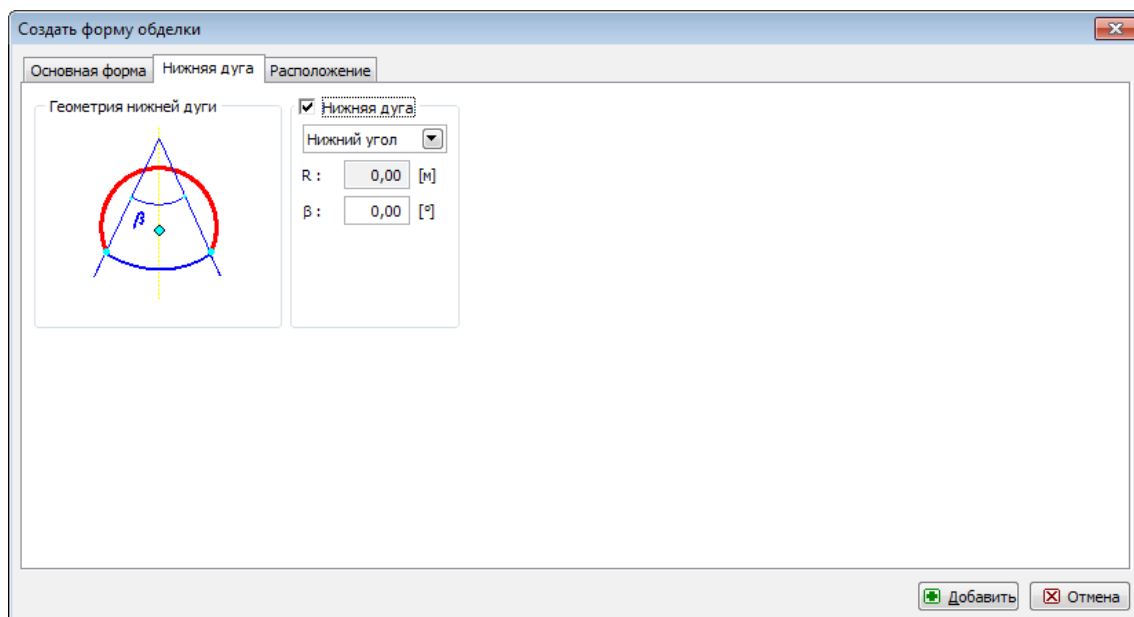 Создать форму обделки
Основная форма Нижняя дуга Расположение
Геометрия нижней дуги
β
Нижняя дуга
Нижний угол
R : 0,00 [м]
β : 0,00 [°]
Добавить Отмена